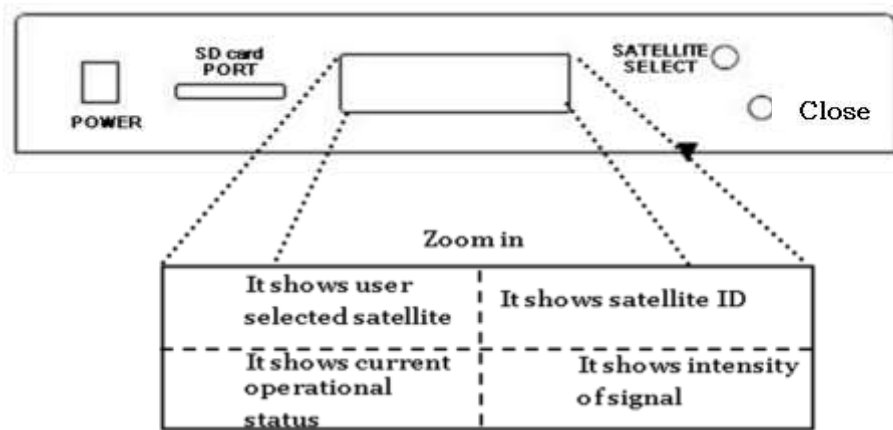 SD card
PORT
POWER
SATELLITE
SELECT
Close
Zoom in
It shows user
selected satellite
It shows satellite ID
It shows current
operational
status
It shows intensity
of signal